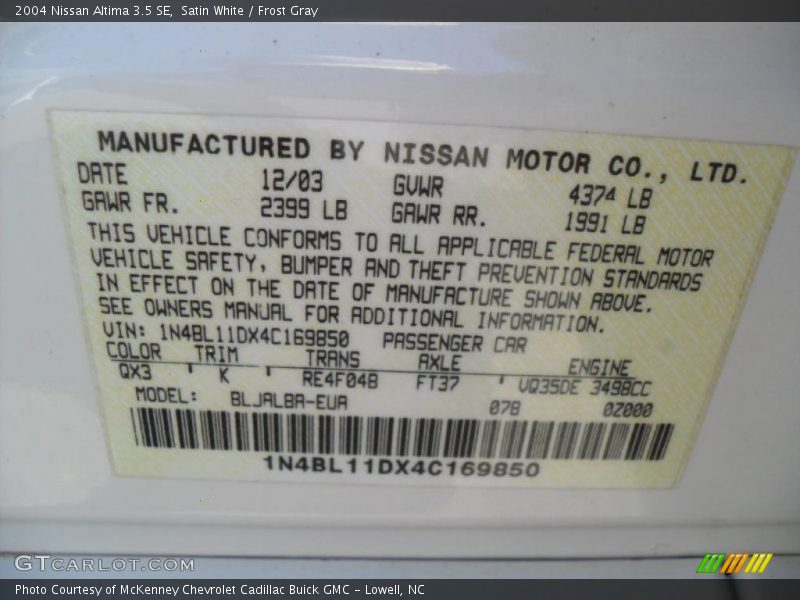 2004 Nissan Altima 3.5 SE,  Satin White / Frost Gray
MANUFACTURED BY NISSAN MOTOR CO., LTD.
DATE 12/03 GVWR 4374 LB
GAWR FR. 2399 LB GAWR RR. 1991 LB
THIS VEHICLE CONFORMS TO ALL APPLICABLE FEDERAL MOTOR
VEHICLE SAFETY, BUMPER AND THEFT PREVENTION STANDARDS
IN EFFECT ON THE DATE OF MANUFACTURE SHOWN ABOVE.
SEE OWNERS MANUAL FOR ADDITIONAL INFORMATION.
VIN: 1N4BL11DX4C169850 PASSENGER CAR
COLOR TRIM TRANS AXLE ENGINE
QX3 K RE4F04B FT37 VQ35DE 3498CC
MODEL: BLJALBA-EUA 078 0Z000
1N4BL11DX4C169850
GTCARLOT.COM
Photo Courtesy of McKenney Chevrolet Cadillac Buick GMC - Lowell, NC